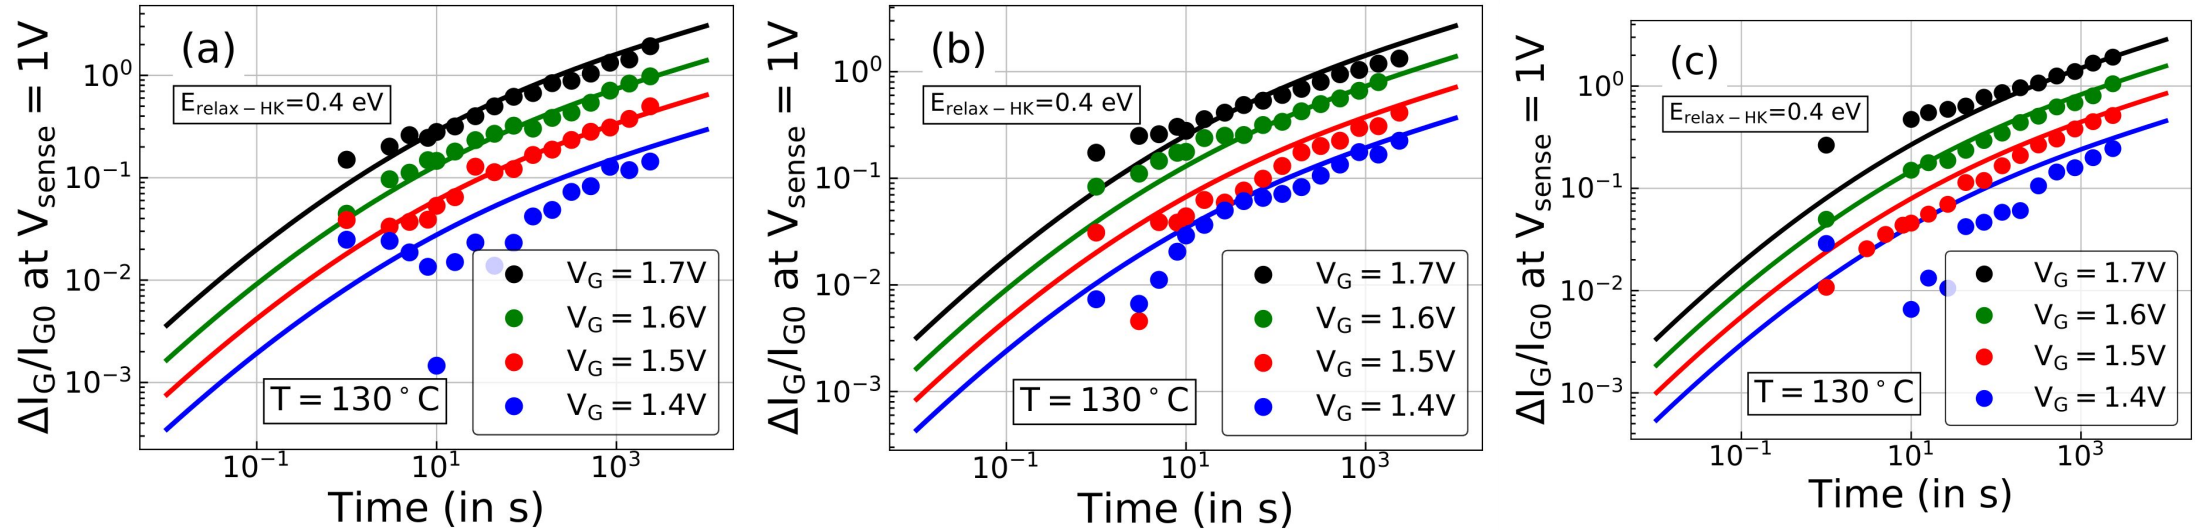 (a)
E_relax−HK=0.4 eV
T = 130°C
V_G = 1.7V
V_G = 1.6V
V_G = 1.5V
V_G = 1.4V
ΔI_G/I_G0 at V_sense = 1V
10^0
10^−1
10^−2
10^−3
10^−1
10^1
10^3
Time (in s)
(b)
E_relax−HK=0.4 eV
T = 130°C
V_G = 1.7V
V_G = 1.6V
V_G = 1.5V
V_G = 1.4V
ΔI_G/I_G0 at V_sense = 1V
10^0
10^−1
10^−2
10^−3
10^−1
10^1
10^3
Time (in s)
(c)
E_relax−HK=0.4 eV
T = 130°C
V_G = 1.7V
V_G = 1.6V
V_G = 1.5V
V_G = 1.4V
ΔI_G/I_G0 at V_sense = 1V
10^0
10^−1
10^−2
10^−3
10^−1
10^1
10^3
Time (in s)